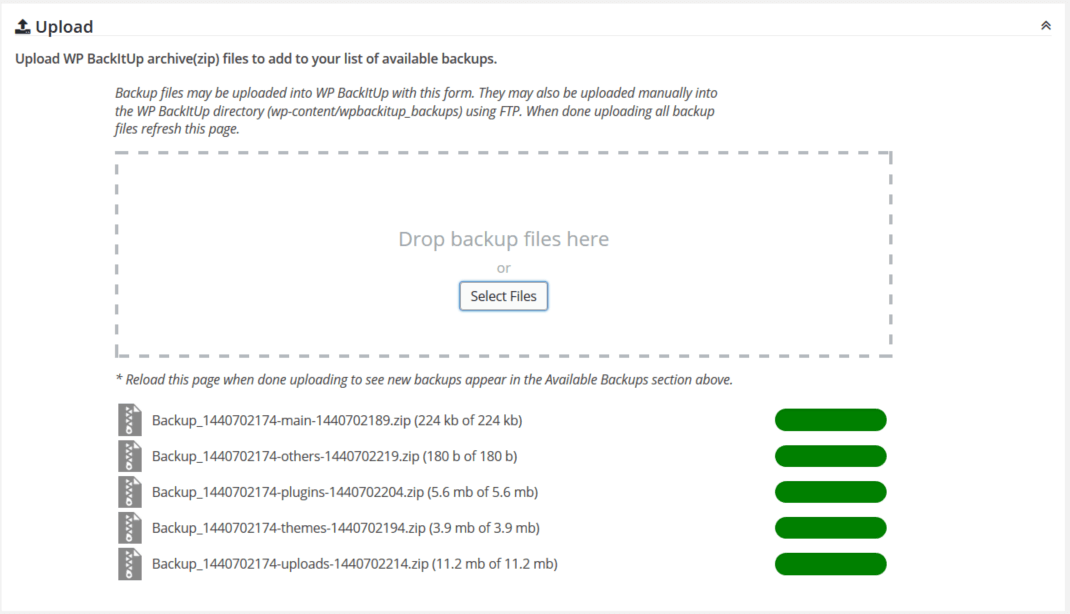 Upload
Upload WP BackItUp archive(zip) files to add to your list of available backups.
Backup files may be uploaded into WP BackItUp with this form. They may also be uploaded manually into
the WP BackItUp directory (wp-content/wpbackitup_backups) using FTP. When done uploading all backup
files refresh this page.
Drop backup files here
or
Select Files
* Reload this page when done uploading to see new backups appear in the Available Backups section above.
Backup_1440702174-main-1440702189.zip (224 kb of 224 kb)
Backup_1440702174-others-1440702219.zip (180 b of 180 b)
Backup_1440702174-plugins-1440702204.zip (5.6 mb of 5.6 mb)
Backup_1440702174-themes-1440702194.zip (3.9 mb of 3.9 mb)
Backup_1440702174-uploads-1440702214.zip (11.2 mb of 11.2 mb)